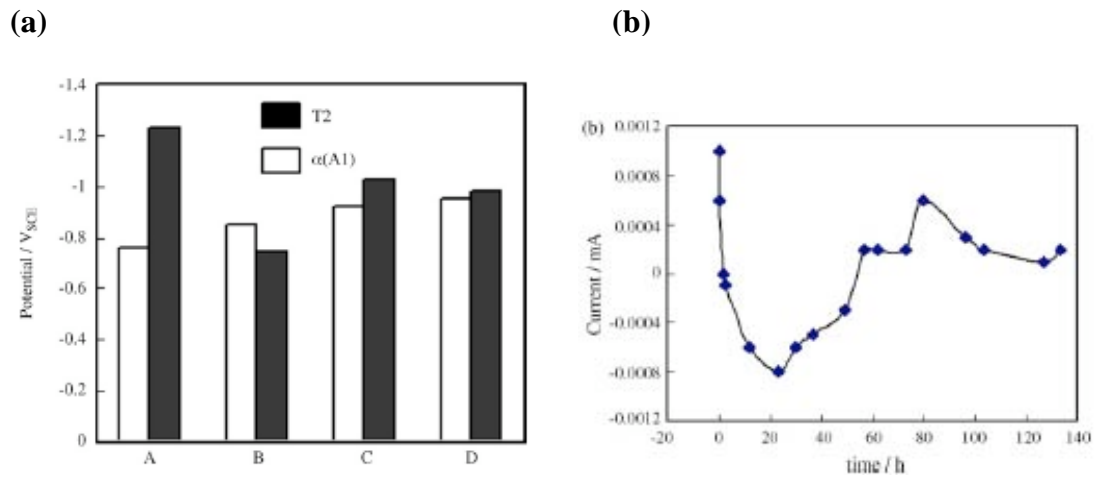 (a)
(b)
-1.4
-1.2
-1
-0.8
-0.6
-0.4
-0.2
0
Potential / V_SCE
T2
α(A1)
A B C D
(b)
0.0012
0.0008
0.0004
0
-0.0004
-0.0008
-0.0012
Current / mA
-20 0 20 40 60 80 100 120 140
time / h